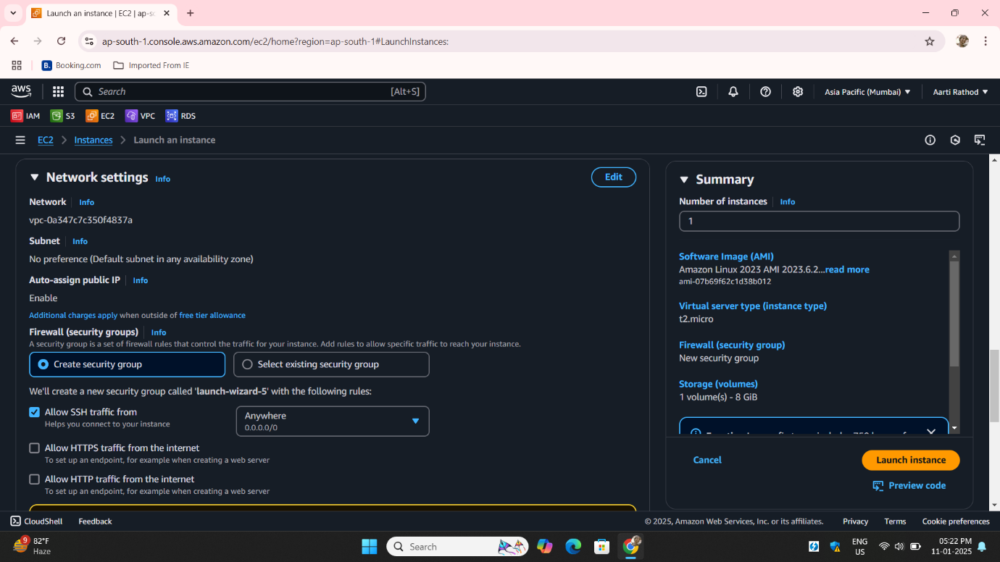 Launch an instance | EC2 | ap-so
ap-south-1.console.aws.amazon.com/ec2/home?region=ap-south-1#LaunchInstances:
B. Booking.com Imported From IE
aws Search [Alt+S] Asia Pacific (Mumbai) Aarti Rathod
IAM S3 EC2 VPC RDS
EC2 Instances Launch an instance
Network settings Info Edit
Network Info
vpc-0a347c7c350f4837a
Subnet Info
No preference (Default subnet in any availability zone)
Auto-assign public IP Info
Enable
Additional charges apply when outside of free tier allowance
Firewall (security groups) Info
A security group is a set of firewall rules that control the traffic for your instance. Add rules to allow specific traffic to reach your instance.
Create security group Select existing security group
We'll create a new security group called 'launch-wizard-5' with the following rules:
Allow SSH traffic from
Helps you connect to your instance
Anywhere
0.0.0.0/0
Allow HTTPS traffic from the internet
To set up an endpoint, for example when creating a web server
Allow HTTP traffic from the internet
To set up an endpoint, for example when creating a web server
Summary
Number of instances Info
1
Software Image (AMI)
Amazon Linux 2023 AMI 2023.6.2...read more
ami-07b69f62c1d38b012
Virtual server type (instance type)
t2.micro
Firewall (security group)
New security group
Storage (volumes)
1 volume(s) - 8 GiB
Cancel Launch instance
Preview code
CloudShell Feedback © 2025, Amazon Web Services, Inc. or its affiliates. Privacy Terms Cookie preferences
9
82°F
Haze
Search
ENG
US
05:22 PM
11-01-2025